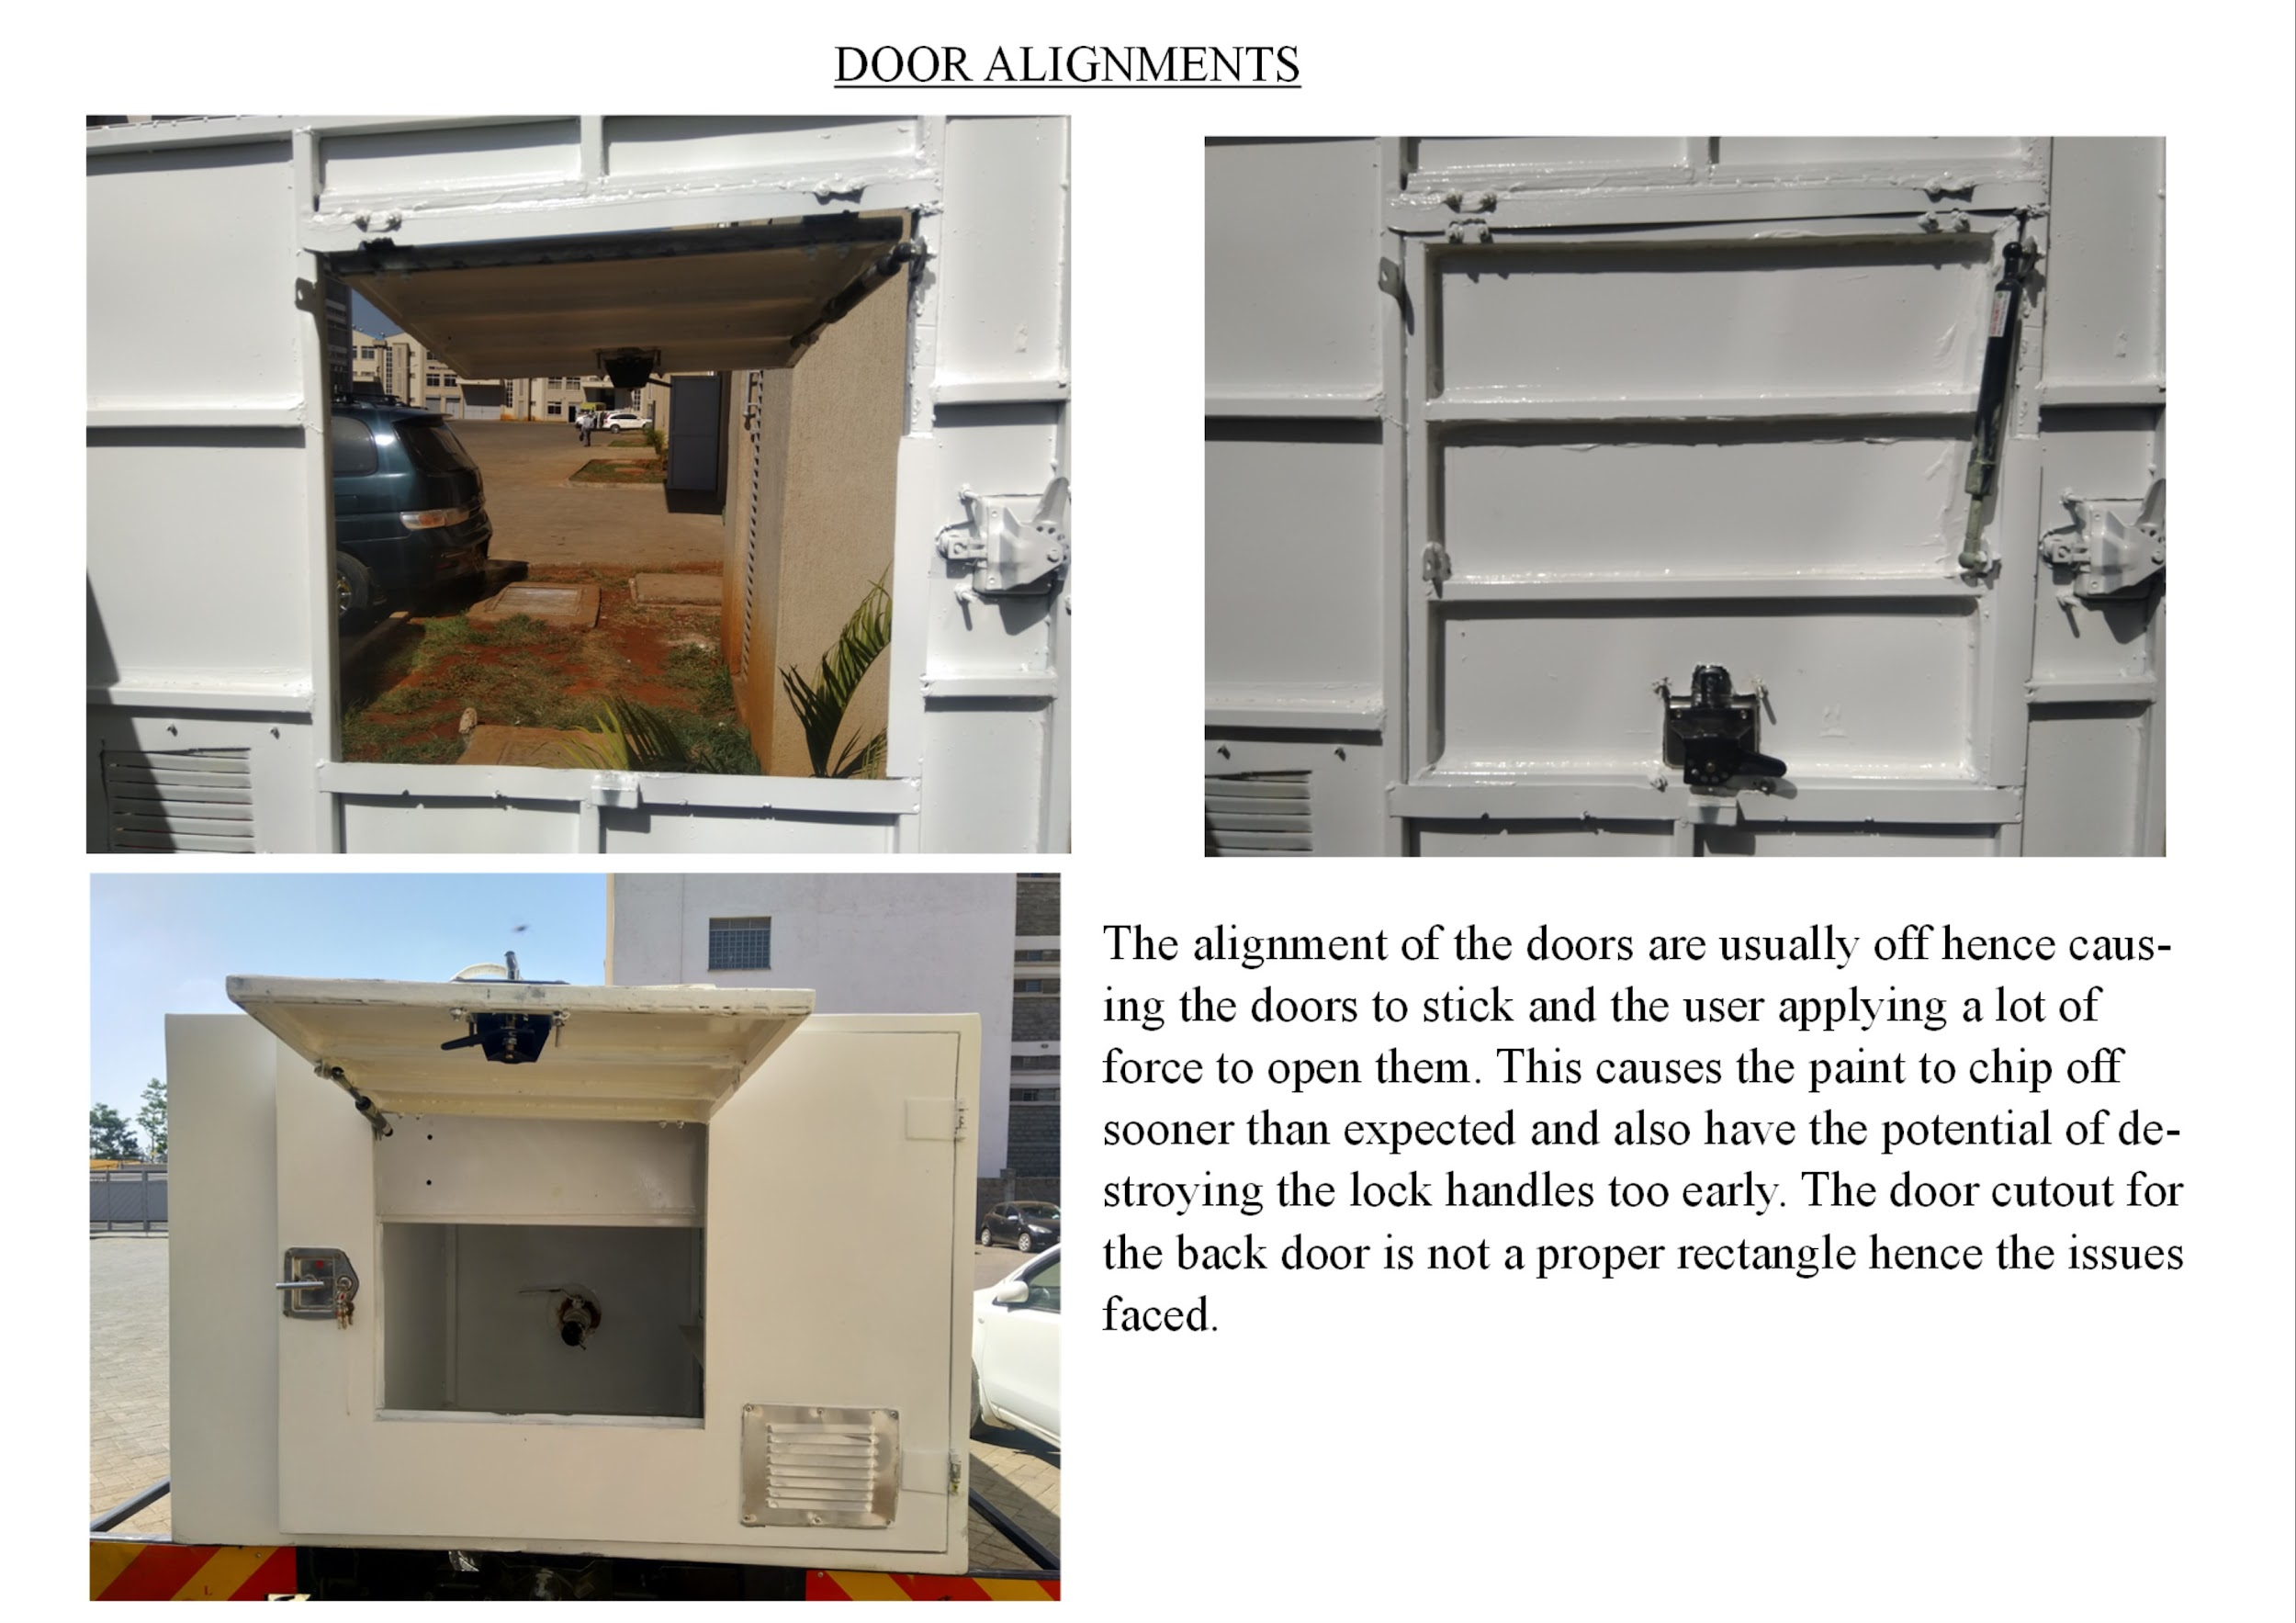 DOOR ALIGNMENTS
The alignment of the doors are usually off hence caus-
ing the doors to stick and the user applying a lot of
force to open them. This causes the paint to chip off
sooner than expected and also have the potential of de-
stroying the lock handles too early. The door cutout for
the back door is not a proper rectangle hence the issues
faced.